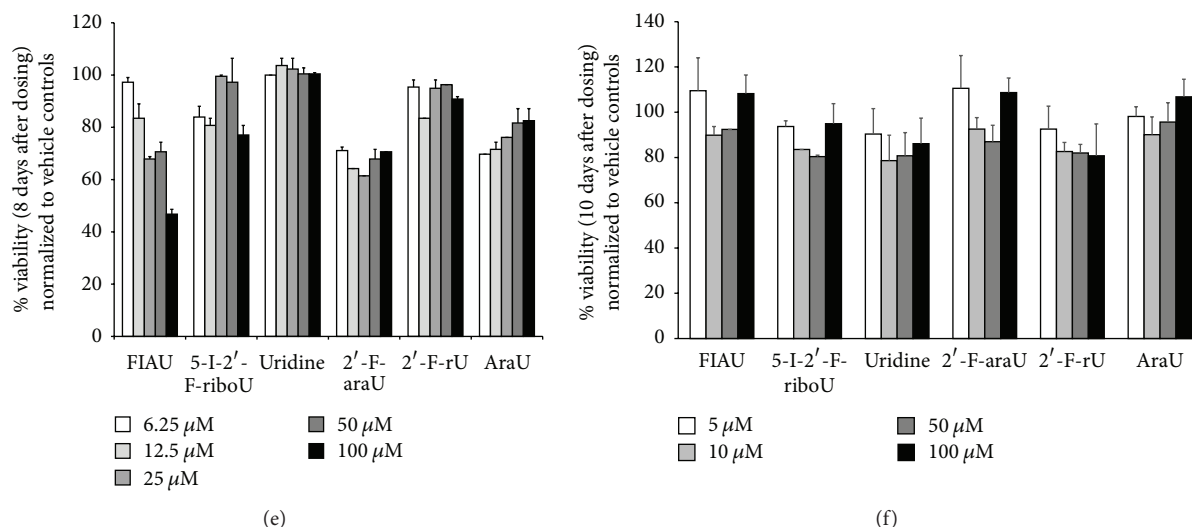 % viability (8 days after dosing)
normalized to vehicle controls
120
100
80
60
40
20
0
FIAU
5-I-2′-
F-riboU
Uridine
2′-F-
araU
2′-F-rU
AraU
6.25 μM
12.5 μM
25 μM
50 μM
100 μM
(e)
% viability (10 days after dosing)
normalized to vehicle controls
140
120
100
80
60
40
20
0
FIAU
5-I-2′-F-
riboU
Uridine
2′-F-araU
2′-F-rU
AraU
5 μM
10 μM
50 μM
100 μM
(f)